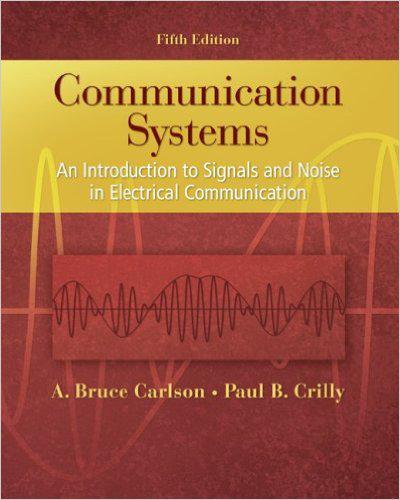 Fifth Edition
Communication
Systems
An Introduction to Signals and Noise
in Electrical Communication
A. Bruce Carlson • Paul B. Crilly